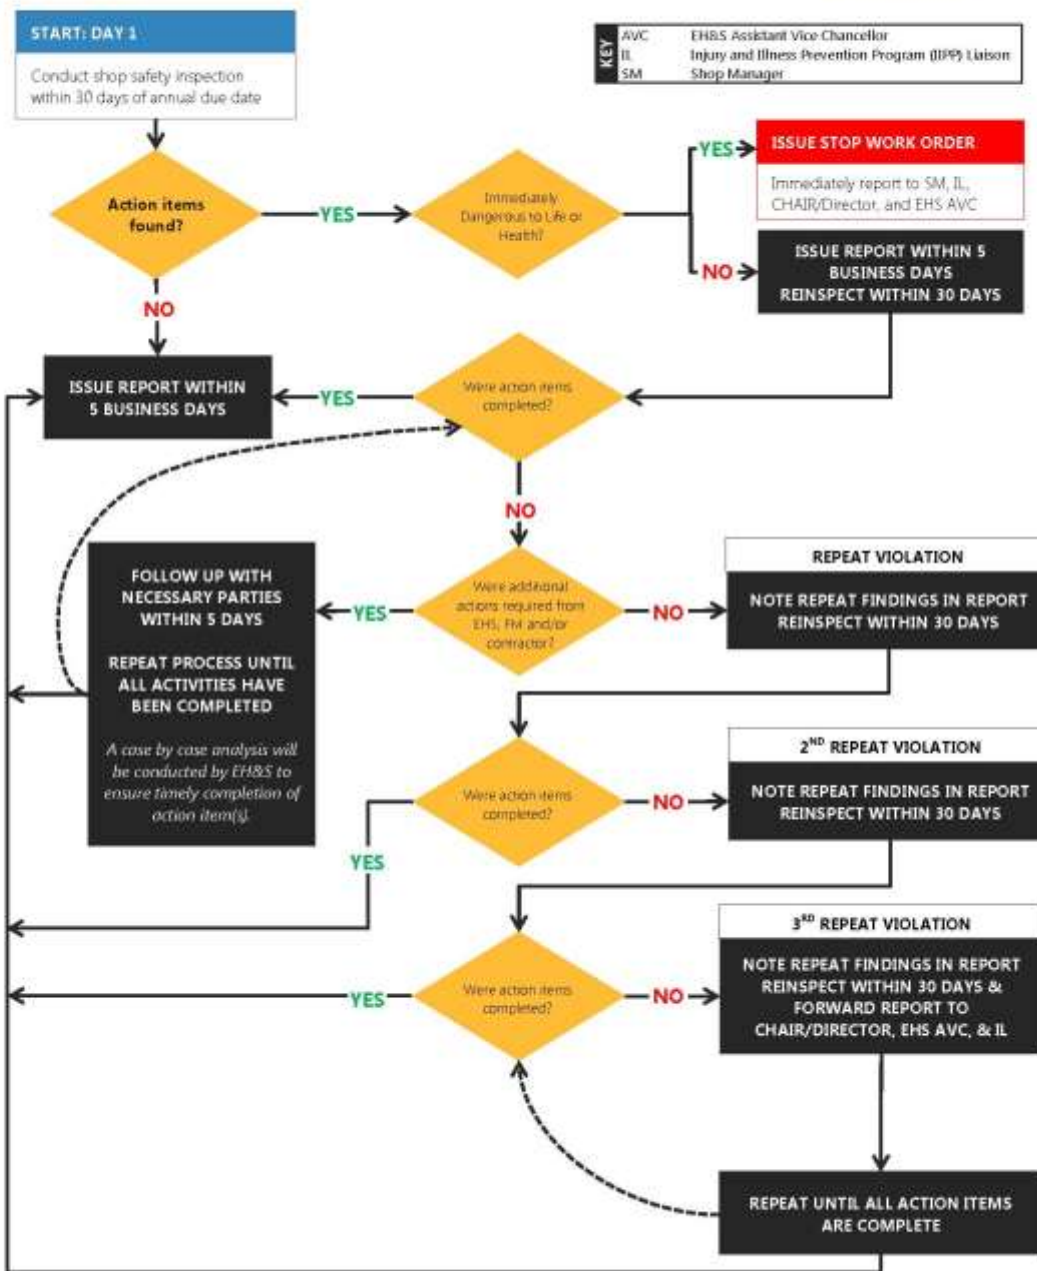 START: DAY 1
Conduct shop safety inspection
within 30 days of annual due date
KEY
AVC EH&S Assistant Vice Chancellor
IL Injury and Illness Prevention Program (IIPP) Liaison
SM Shop Manager
Action items
found?
YES
Immediately
Dangerous to Life or
Health?
YES
ISSUE STOP WORK ORDER
Immediately report to SM, IL,
CHAIR/Director, and EHS AVC
NO
ISSUE REPORT WITHIN 5
BUSINESS DAYS
REINSPECT WITHIN 30 DAYS
NO
ISSUE REPORT WITHIN
5 BUSINESS DAYS
YES
Were action items
completed?
NO
FOLLOW UP WITH
NECESSARY PARTIES
WITHIN 5 DAYS
REPEAT PROCESS UNTIL
ALL ACTIVITIES HAVE
BEEN COMPLETED
A case by case analysis will
be conducted by EH&S to
ensure timely completion of
action item(s).
YES
Were additional
actions required from
EHS, FM and/or
contractor?
NO
REPEAT VIOLATION
NOTE REPEAT FINDINGS IN REPORT
REINSPECT WITHIN 30 DAYS
Were action items
completed?
NO
2ND REPEAT VIOLATION
NOTE REPEAT FINDINGS IN REPORT
REINSPECT WITHIN 30 DAYS
YES
Were action items
completed?
YES
NO
3RD REPEAT VIOLATION
NOTE REPEAT FINDINGS IN REPORT
REINSPECT WITHIN 30 DAYS &
FORWARD REPORT TO
CHAIR/DIRECTOR, EHS AVC, & IL
REPEAT UNTIL ALL ACTION ITEMS
ARE COMPLETE